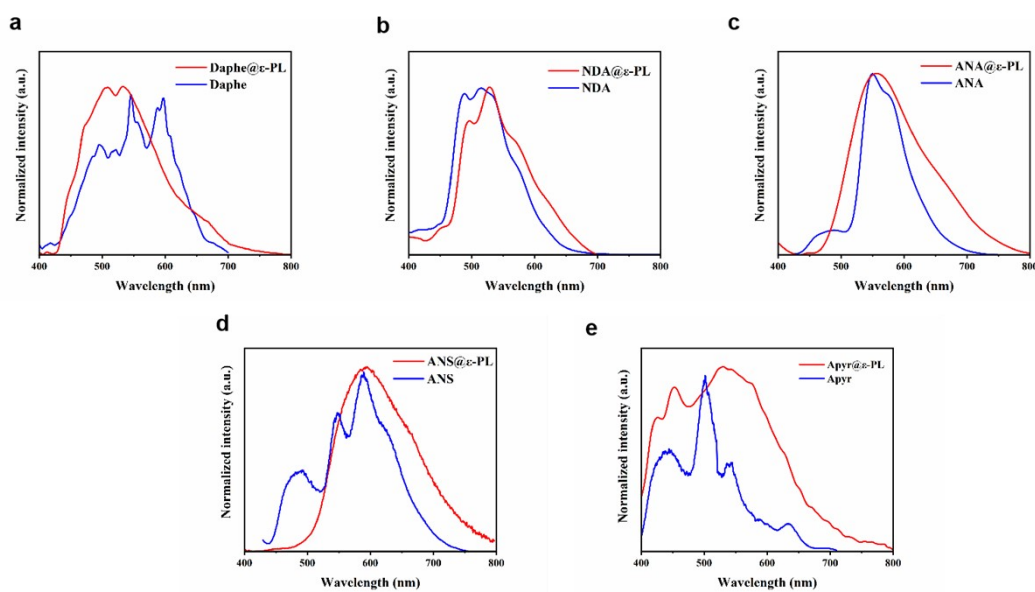 a
Daphe@ε-PL
Daphe
Normalized intensity (a.u.)
400 500 600 700 800
Wavelength (nm)
b
NDA@ε-PL
NDA
Normalized intensity (a.u.)
400 500 600 700 800
Wavelength (nm)
c
ANA@ε-PL
ANA
Normalized intensity (a.u.)
400 500 600 700 800
Wavelength (nm)
d
ANS@ε-PL
ANS
Normalized intensity (a.u.)
400 500 600 700 800
Wavelength (nm)
e
Apyr@ε-PL
Apyr
Normalized intensity (a.u.)
400 500 600 700 800
Wavelength (nm)